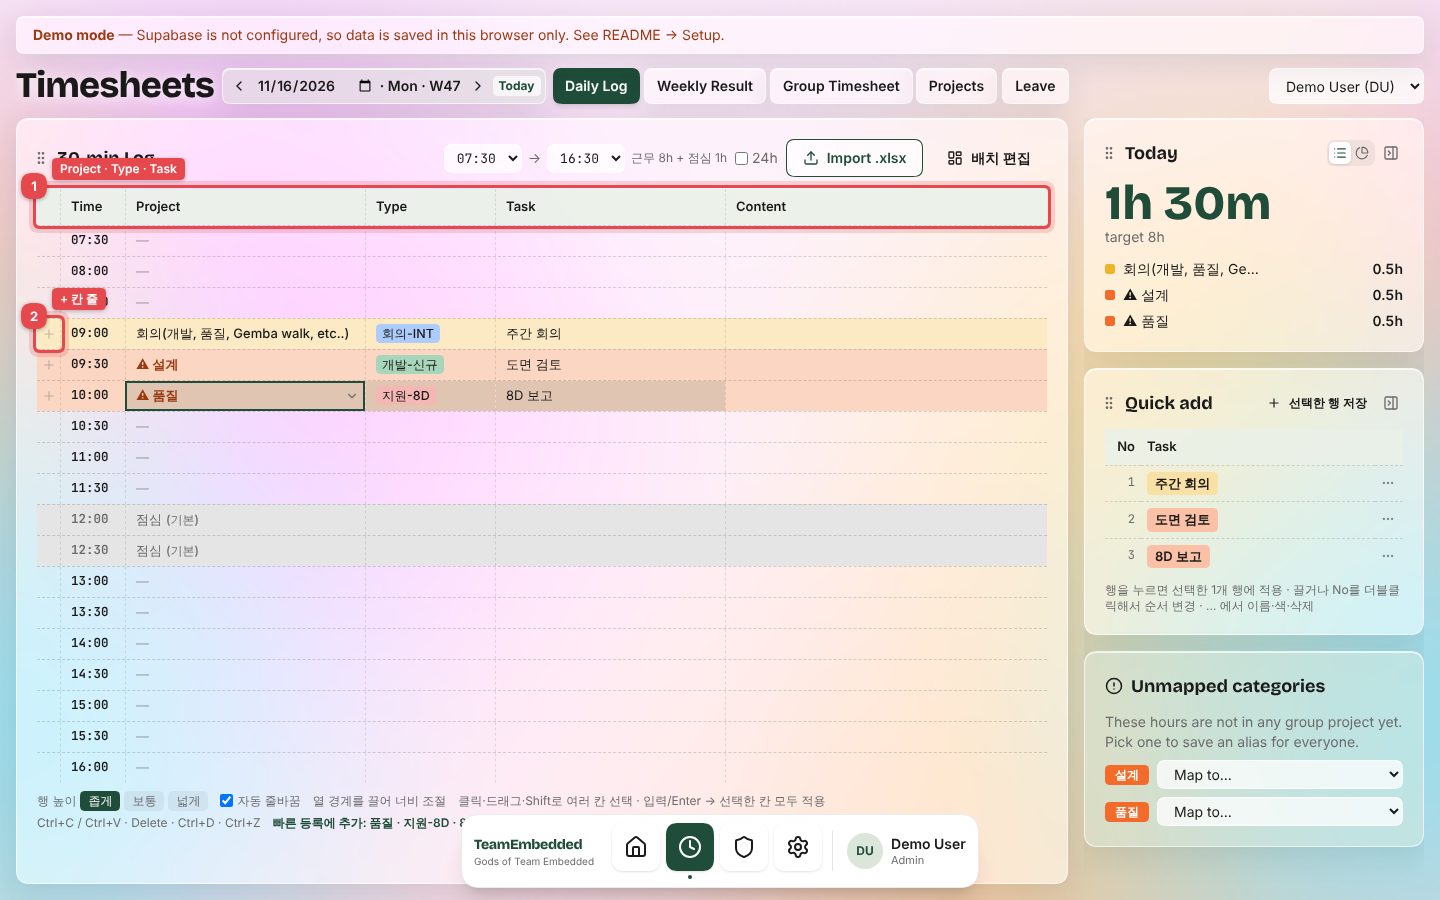 Demo mode — Supabase is not configured, so data is saved in this browser only. See README → Setup.
Timesheets
11/16/2026 · Mon · W47 Today
Daily Log Weekly Result Group Timesheet Projects Leave
Demo User (DU)
30-min Log
07:30 → 16:30 근무 8h + 점심 1h 24h Import .xlsx 배치 편집
Project · Type · Task
1
Time Project Type Task Content
07:30 —
08:00 —
+ 칸 줄
—
2
+ 09:00 회의(개발, 품질, Gemba walk, etc..) 회의-INT 주간 회의
+ 09:30 설계 개발-신규 도면 검토
+ 10:00 품질 지원-8D 8D 보고
10:30 —
11:00 —
11:30 —
12:00 점심 (기본)
12:30 점심 (기본)
13:00 —
13:30 —
14:00 —
14:30 —
15:00 —
15:30 —
16:00 —
행 높이 좁게 보통 넓게 자동 줄바꿈 열 경계를 끌어 너비 조절 클릭·드래그·Shift로 여러 칸 선택 · 입력/Enter → 선택한 칸 모두 적용
Ctrl+C / Ctrl+V · Delete · Ctrl+D · Ctrl+Z 빠른 등록에 추가: 품질 · 지원-8D ·
Today
1h 30m
target 8h
회의(개발, 품질, Ge... 0.5h
설계 0.5h
품질 0.5h
Quick add + 선택한 행 저장
No Task
1 주간 회의 ...
2 도면 검토 ...
3 8D 보고 ...
행을 누르면 선택한 1개 행에 적용 · 끌거나 No를 더블클
릭해서 순서 변경 · ... 에서 이름·색·삭제
Unmapped categories
These hours are not in any group project yet.
Pick one to save an alias for everyone.
설계 Map to...
품질 Map to...
TeamEmbedded
Gods of Team Embedded
DU
Demo User
Admin